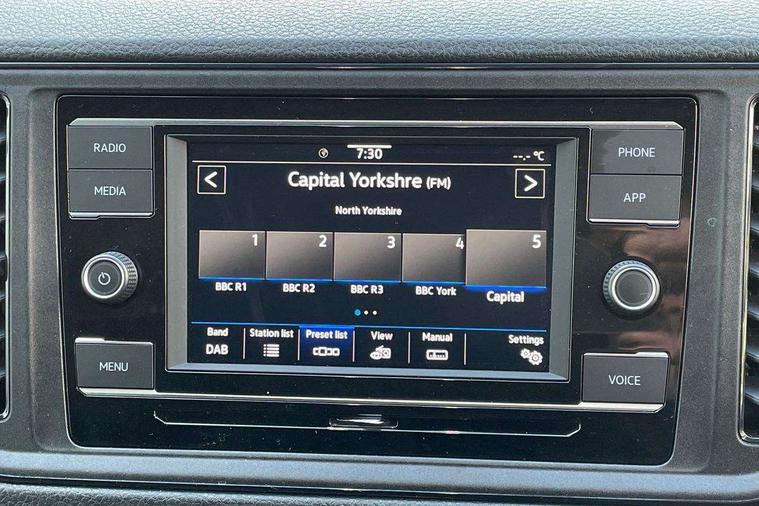 RADIO
MEDIA
MENU
7:30
--.- °C
< Capital Yorkshire (FM) >
North Yorkshire
1 2 3 4 5
BBC R1 BBC R2 BBC R3 BBC York Capital
Band Station list Preset list View Manual Settings
DAB
PHONE
APP
VOICE